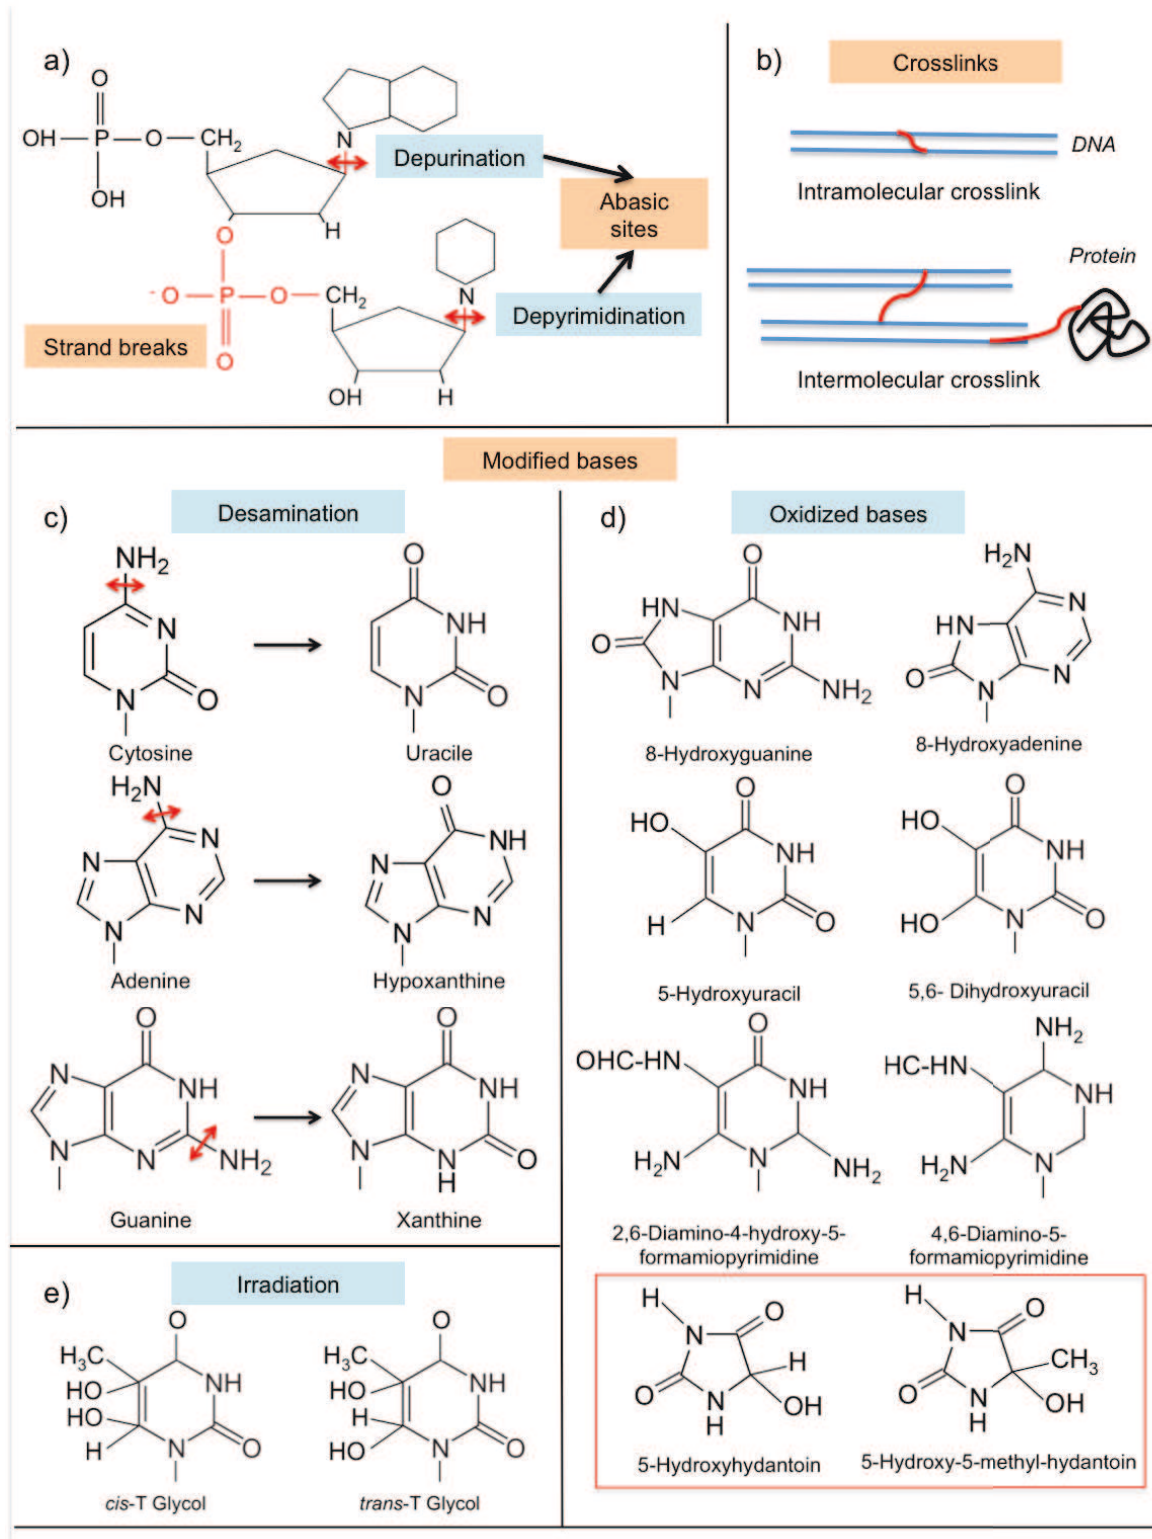 a)
O
OH
P
O
CH2
OH
N
Depurination
H
O
-O
P
O
CH2
O
N
Depyrimidination
Abasic
sites
Strand breaks
OH
H
b)
Crosslinks
DNA
Intramolecular crosslink
Protein
Intermolecular crosslink
Modified bases
c)
Desamination
NH2
N
N
O
Cytosine
O
NH
N
O
Uracile
H2N
N
N
N
N
Adenine
O
N
NH
N
N
Hypoxanthine
O
N
NH
N
N
NH2
Guanine
O
N
NH
N
N
H
O
Xanthine
d)
Oxidized bases
O
HN
NH
O
N
N
NH2
8-Hydroxyguanine
H2N
N
HN
O
N
N
8-Hydroxyadenine
O
HO
NH
H
N
O
5-Hydroxyuracil
O
HO
NH
HO
N
O
5,6- Dihydroxyuracil
O
OHC-HN
NH
H2N
N
NH2
2,6-Diamino-4-hydroxy-5-
formamiopyrimidine
NH2
HC-HN
NH
H2N
N
4,6-Diamino-5-
formamiopyrimidine
H
O
N
H
O
N
H
OH
5-Hydroxyhydantoin
H
O
N
CH3
O
N
H
OH
5-Hydroxy-5-methyl-hydantoin
e)
Irradiation
O
H3C
HO
NH
HO
H
N
O
cis-T Glycol
O
H3C
HO
NH
H
HO
N
O
trans-T Glycol